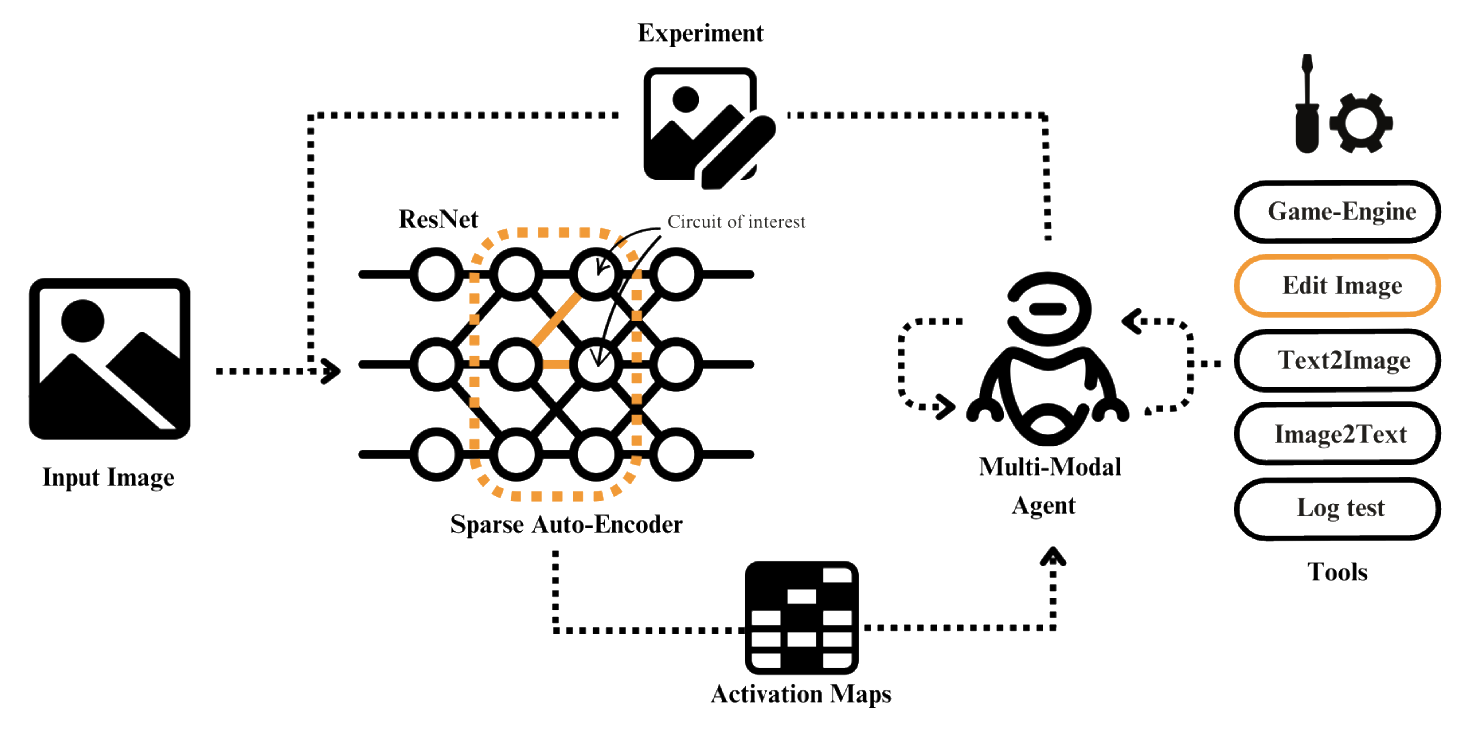 Experiment
ResNet
Circuit of interest
Input Image
Sparse Auto-Encoder
Activation Maps
Multi-Modal
Agent
Game-Engine
Edit Image
Text2Image
Image2Text
Log test
Tools